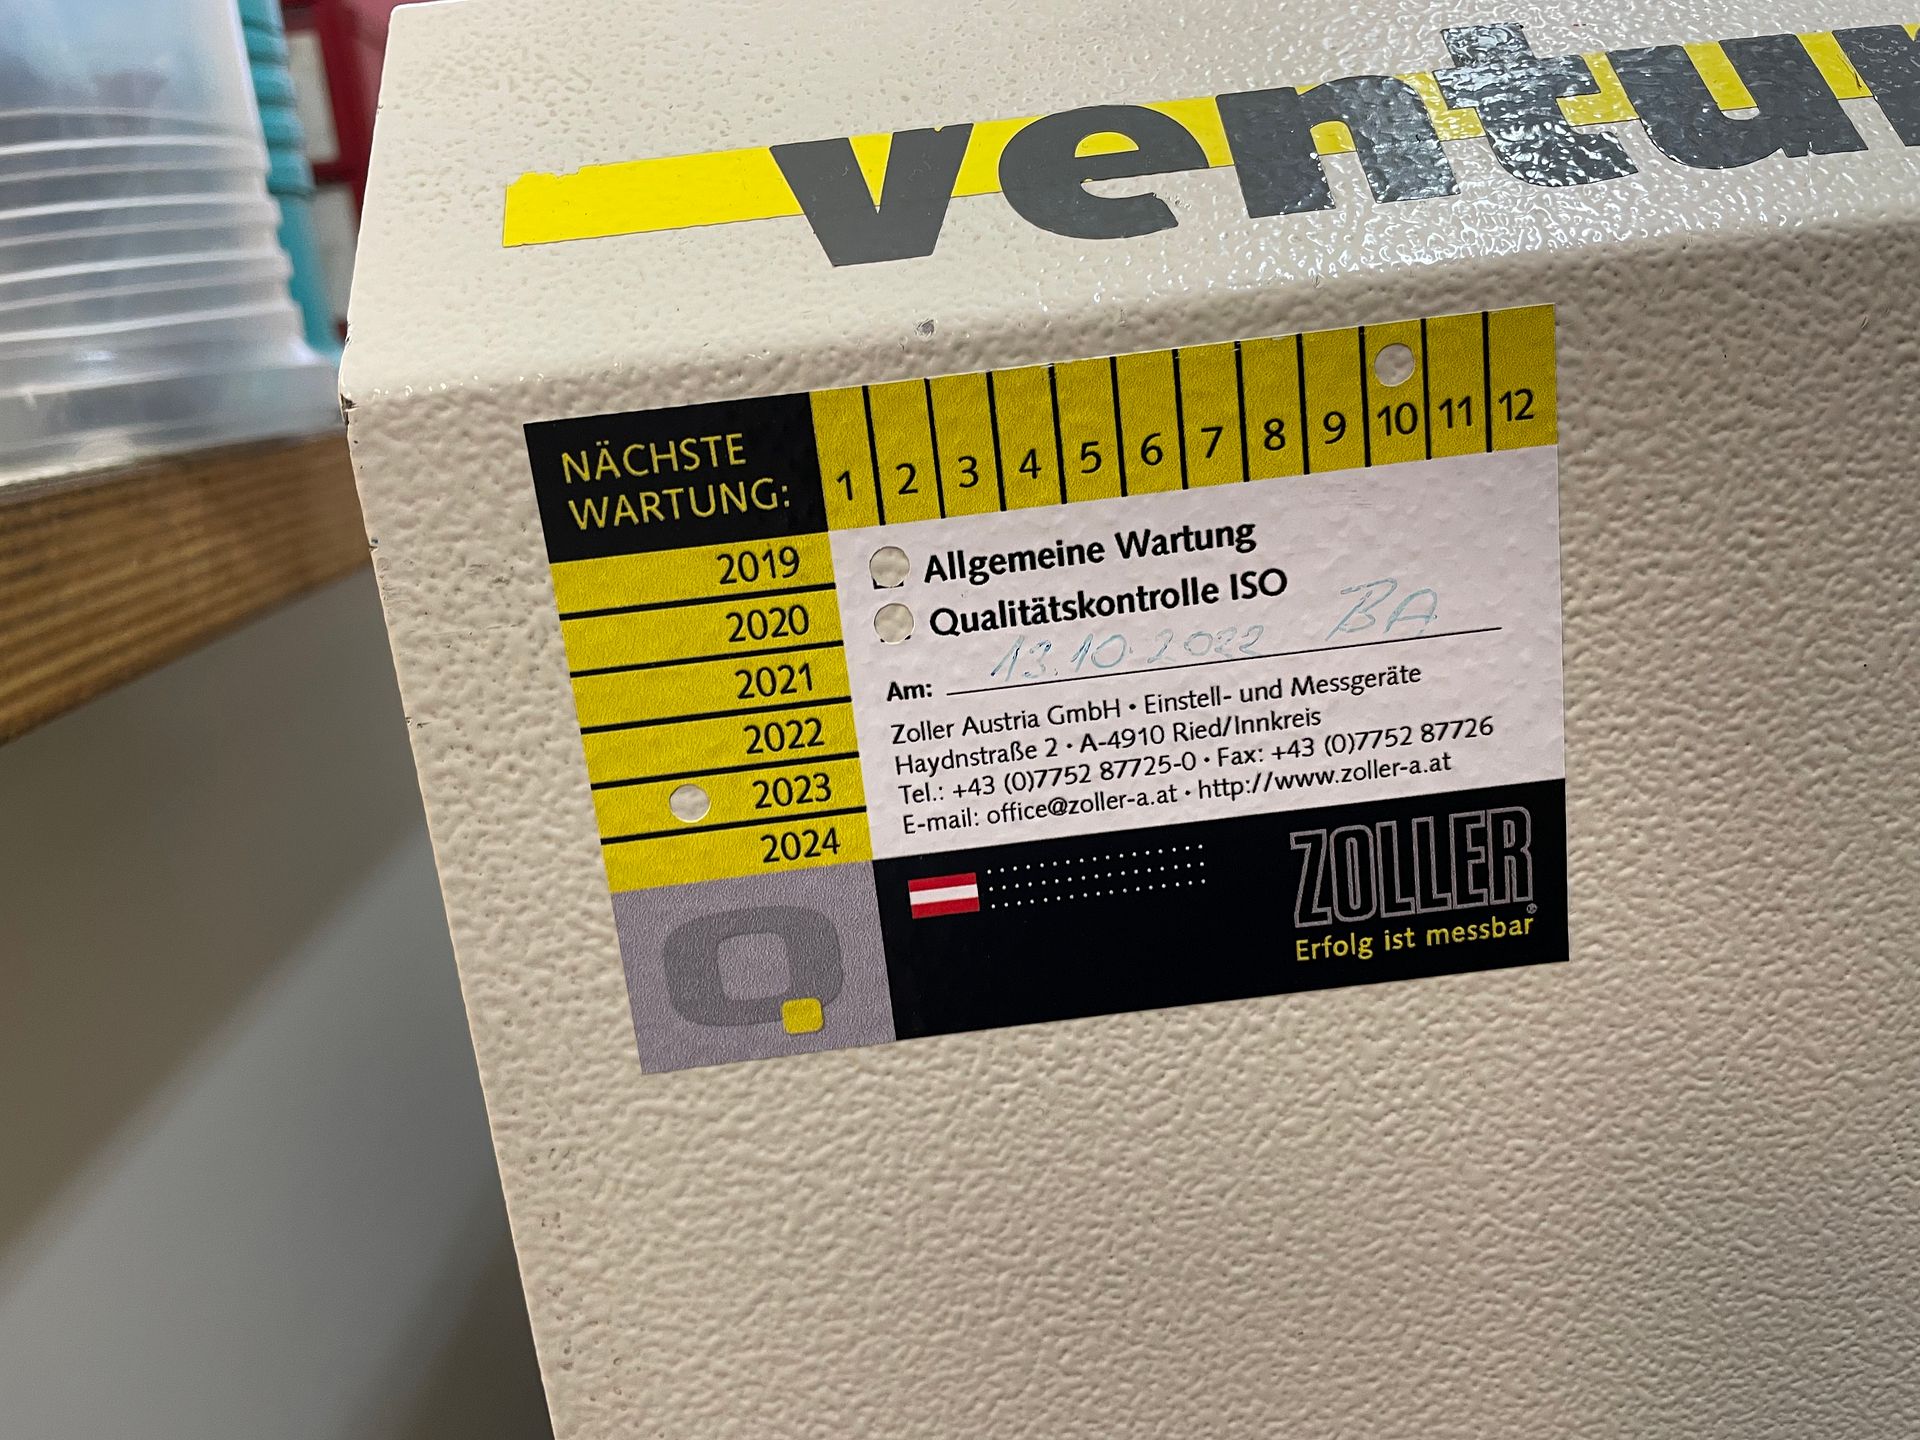 ventu
NÄCHSTE
WARTUNG:
1 2 3 4 5 6 7 8 9 10 11 12
2019
2020
2021
2022
2023
2024
Allgemeine Wartung
Qualitätskontrolle ISO
Am: 13.10.2022 BA
Zoller Austria GmbH • Einstell- und Messgeräte
Haydnstraße 2 • A-4910 Ried/Innkreis
Tel.: +43 (0)7752 87725-0 • Fax: +43 (0)7752 87726
E-mail: office@zoller-a.at • http://www.zoller-a.at
Q
ZOLLER®
Erfolg ist messbar